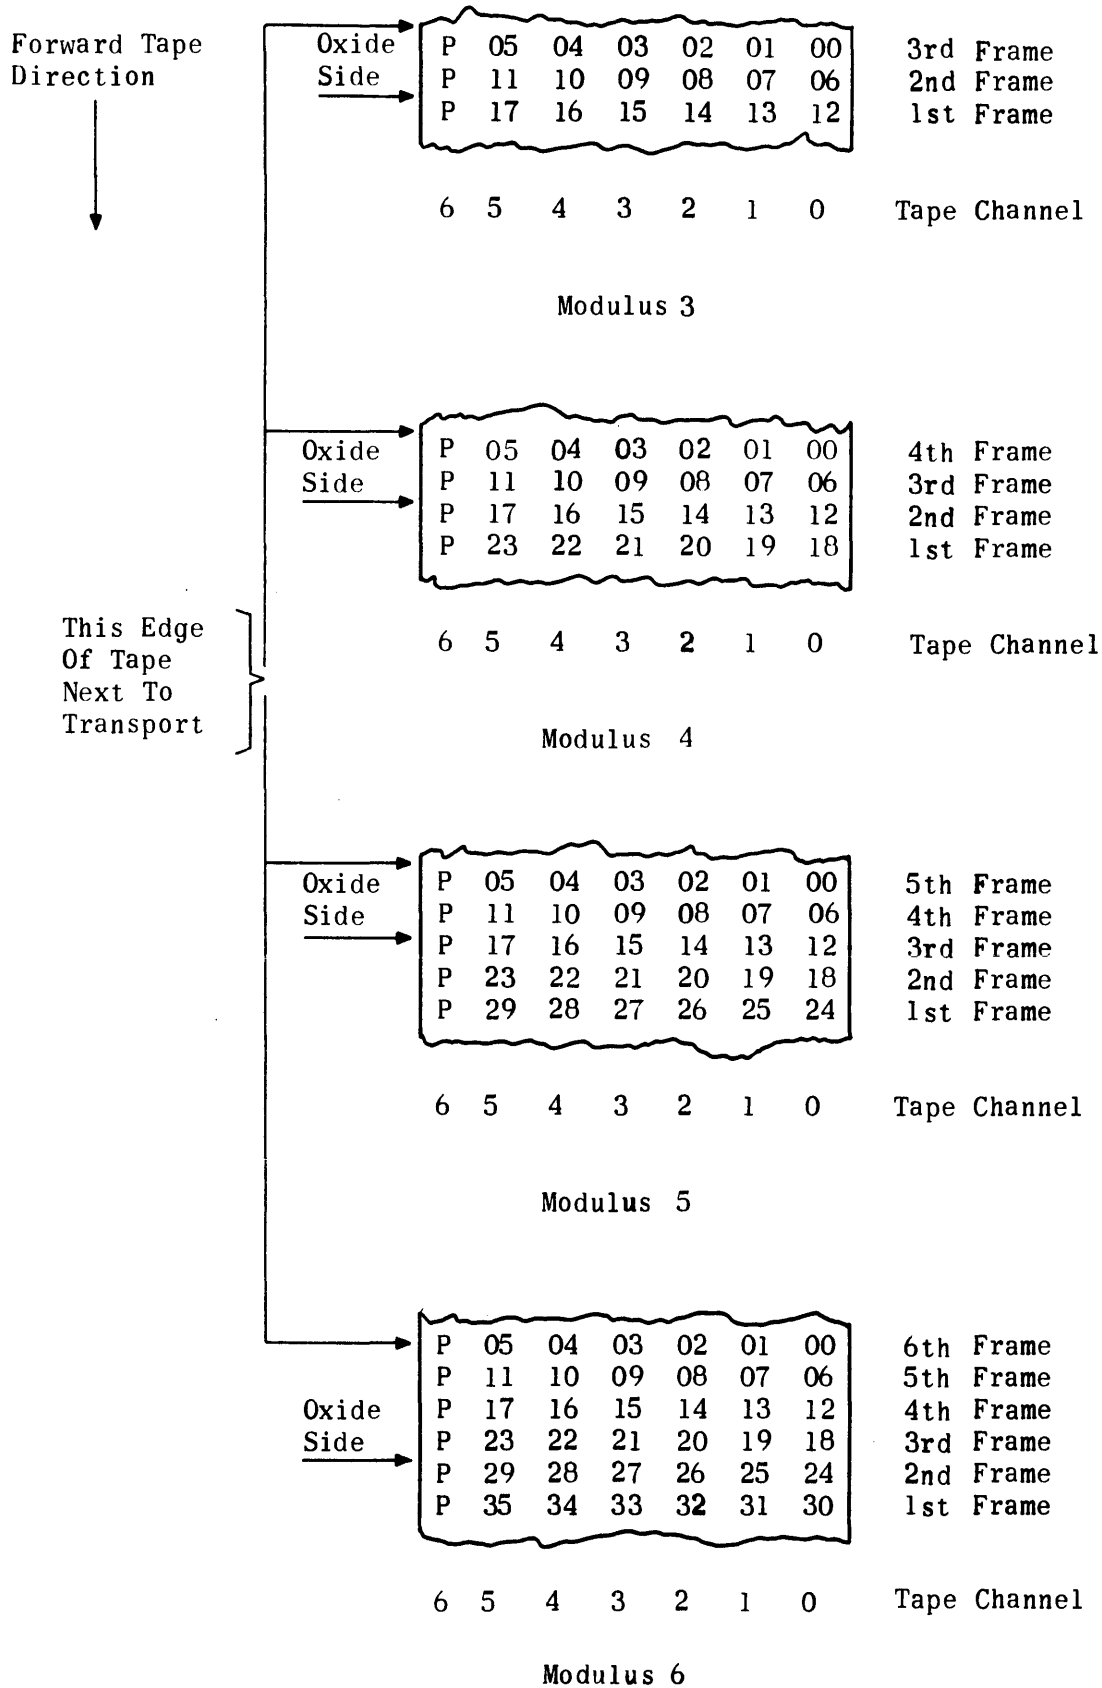 Forward Tape
Direction
Oxide
Side
P 05 04 03 02 01 00 3rd Frame
P 11 10 09 08 07 06 2nd Frame
P 17 16 15 14 13 12 1st Frame
6 5 4 3 2 1 0 Tape Channel
Modulus 3
Oxide
Side
P 05 04 03 02 01 00 4th Frame
P 11 10 09 08 07 06 3rd Frame
P 17 16 15 14 13 12 2nd Frame
P 23 22 21 20 19 18 1st Frame
6 5 4 3 2 1 0 Tape Channel
This Edge
Of Tape
Next To
Transport
Modulus 4
Oxide
Side
P 05 04 03 02 01 00 5th Frame
P 11 10 09 08 07 06 4th Frame
P 17 16 15 14 13 12 3rd Frame
P 23 22 21 20 19 18 2nd Frame
P 29 28 27 26 25 24 1st Frame
6 5 4 3 2 1 0 Tape Channel
Modulus 5
Oxide
Side
P 05 04 03 02 01 00 6th Frame
P 11 10 09 08 07 06 5th Frame
P 17 16 15 14 13 12 4th Frame
P 23 22 21 20 19 18 3rd Frame
P 29 28 27 26 25 24 2nd Frame
P 35 34 33 32 31 30 1st Frame
6 5 4 3 2 1 0 Tape Channel
Modulus 6